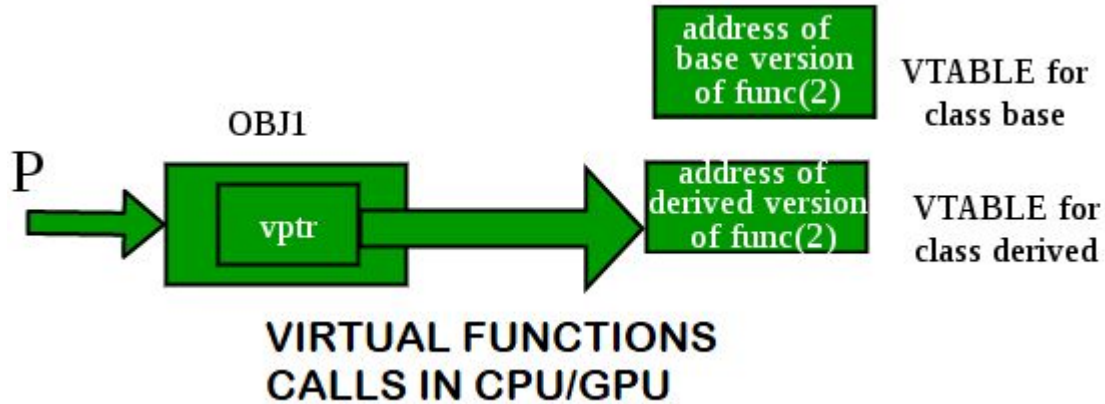 address of
base version
of func(2)
VTABLE for
class base
OBJ1
P
vptr
address of
derived version
of func(2)
VTABLE for
class derived
VIRTUAL FUNCTIONS
CALLS IN CPU/GPU